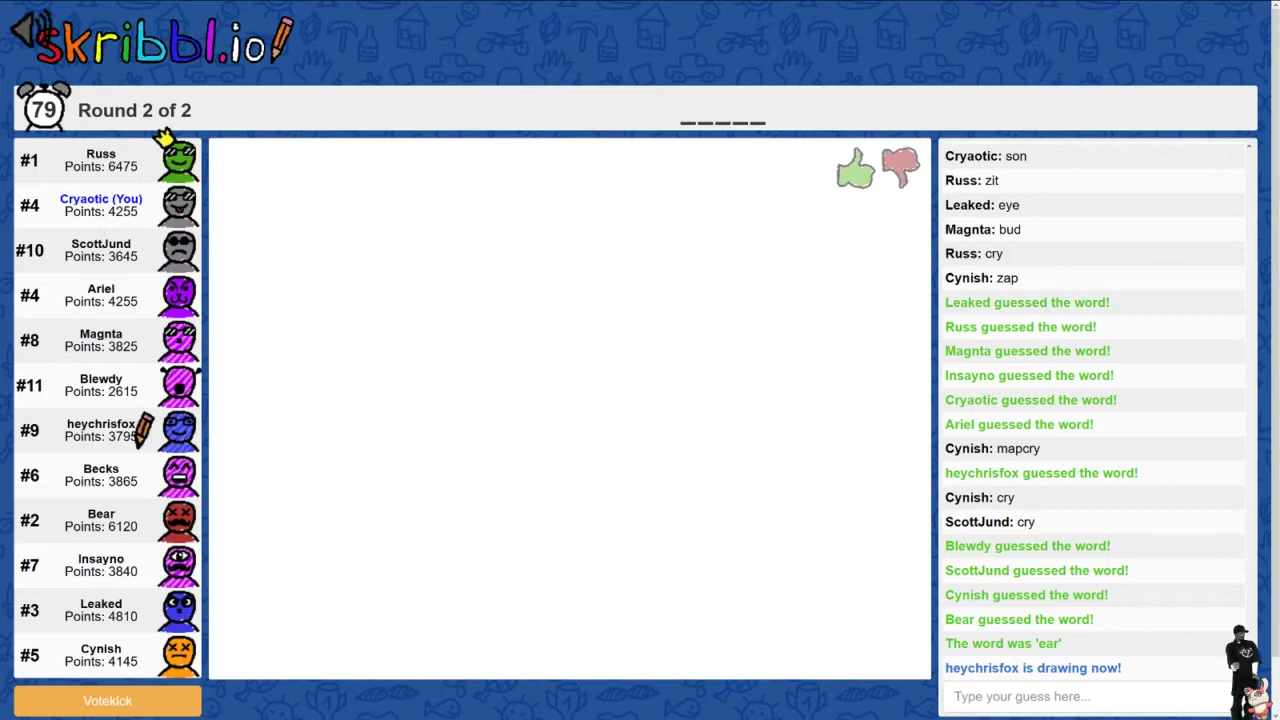 skribbl.io
79
Round 2 of 2
_____
#1
Russ
Points: 6475
#4
Cryaotic (You)
Points: 4255
#10
ScottJund
Points: 3645
#4
Ariel
Points: 4255
#8
Magnta
Points: 3825
#11
Blewdy
Points: 2615
#9
heychrisfox
Points: 3795
#6
Becks
Points: 3865
#2
Bear
Points: 6120
#7
Insayno
Points: 3840
#3
Leaked
Points: 4810
#5
Cynish
Points: 4145
Votekick
Cryaotic: son
Russ: zit
Leaked: eye
Magnta: bud
Russ: cry
Cynish: zap
Leaked guessed the word!
Russ guessed the word!
Magnta guessed the word!
Insayno guessed the word!
Cryaotic guessed the word!
Ariel guessed the word!
Cynish: mapcry
heychrisfox guessed the word!
Cynish: cry
ScottJund: cry
Blewdy guessed the word!
ScottJund guessed the word!
Cynish guessed the word!
Bear guessed the word!
The word was 'ear'
heychrisfox is drawing now!
Type your guess here...